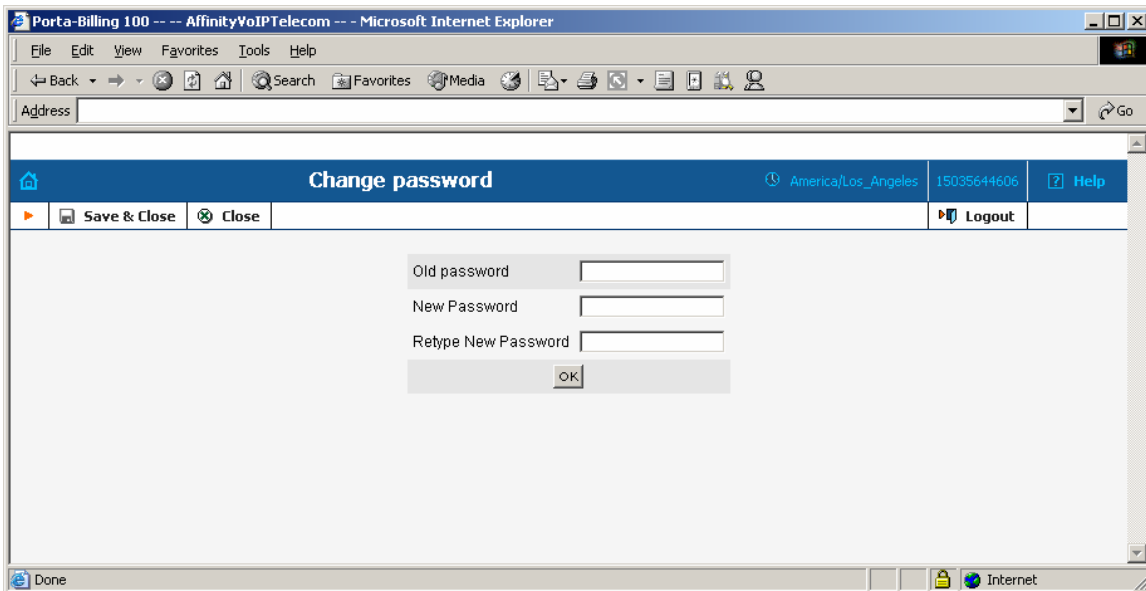 Porta-Billing 100 -- -- AffinityVoIPTelecom -- - Microsoft Internet Explorer
File Edit View Favorites Tools Help
Back Search Favorites Media
Address Go
Change password America/Los_Angeles 15035644606 ? Help
Save & Close Close Logout
Old password
New Password
Retype New Password
OK
Done Internet